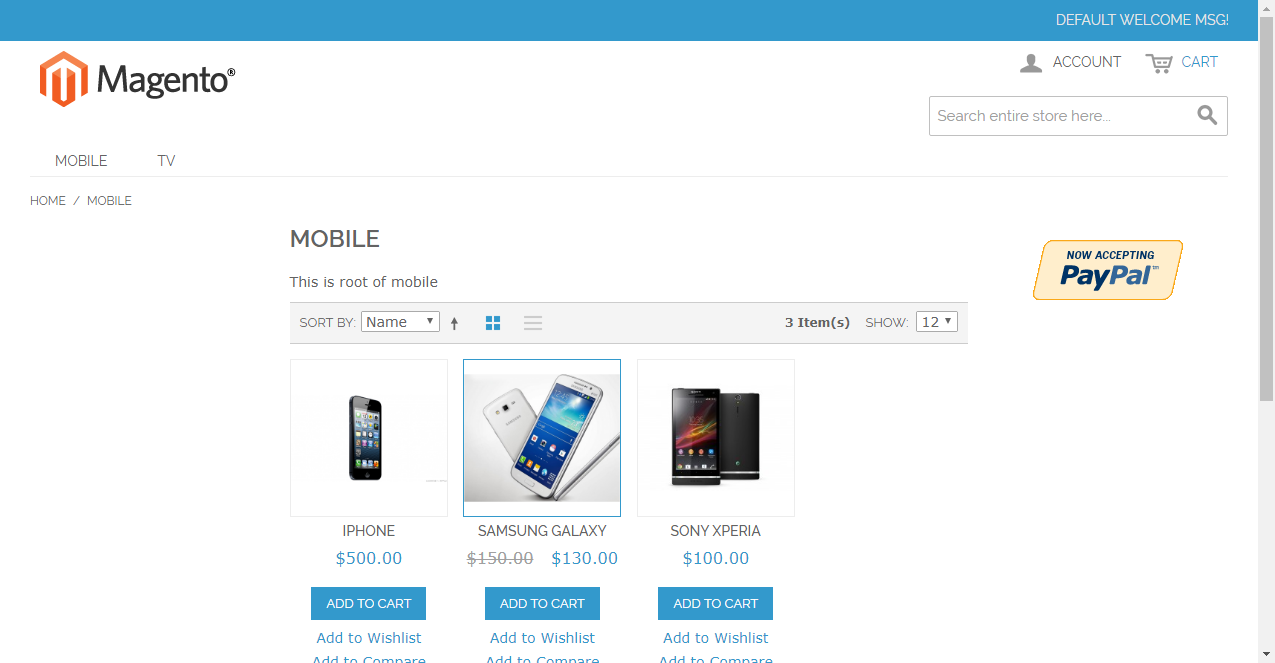 DEFAULT WELCOME MSG!
Magento®
ACCOUNT CART
Search entire store here...
MOBILE TV
HOME / MOBILE
MOBILE
NOW ACCEPTING
PayPal™
This is root of mobile
SORT BY: Name 3 Item(s) SHOW: 12
IPHONE SAMSUNG GALAXY SONY XPERIA
$500.00 $150.00 $130.00 $100.00
ADD TO CART ADD TO CART ADD TO CART
Add to Wishlist Add to Wishlist Add to Wishlist
Add to Compare Add to Compare Add to Compare